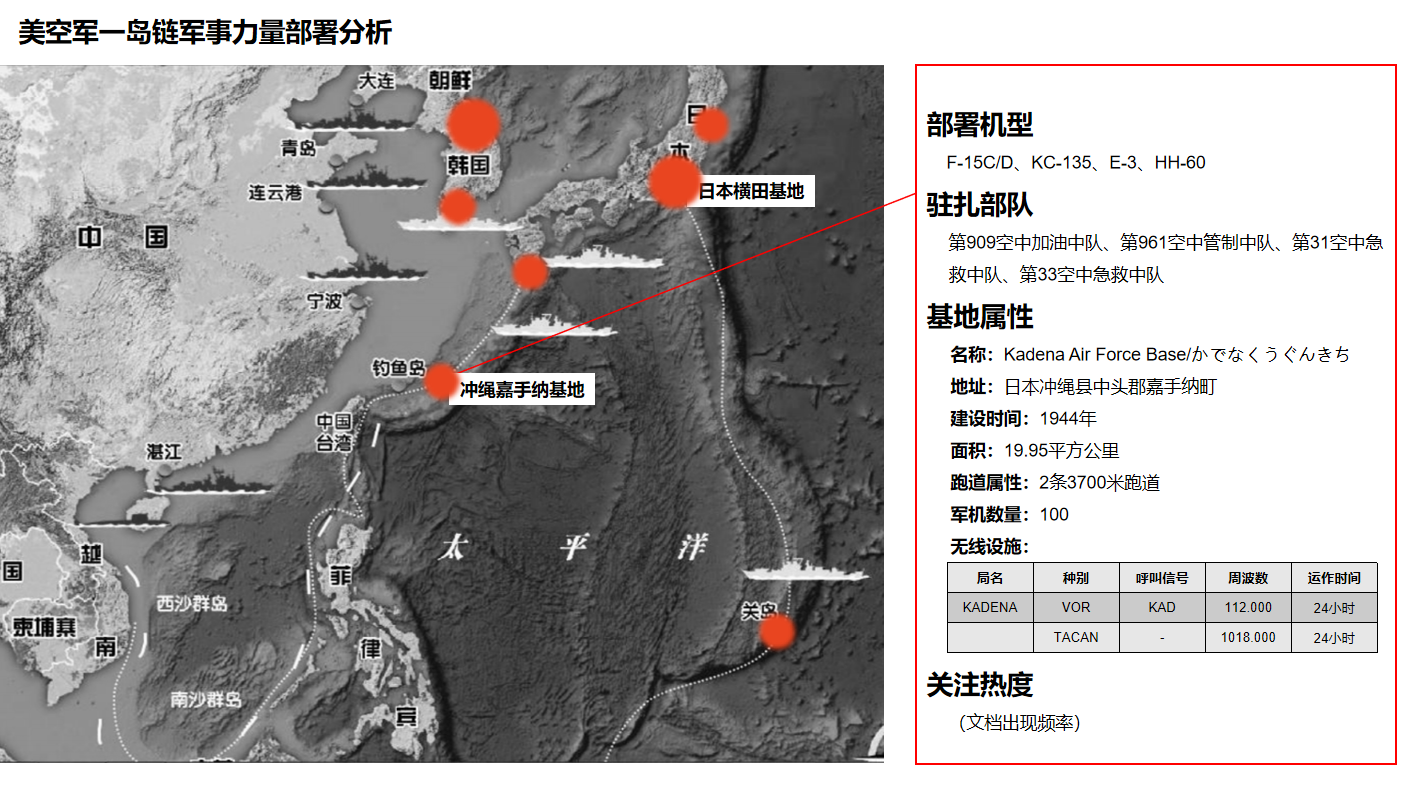 美空军一岛链军事力量部署分析
大连
朝鲜
日
青岛
本
韩国
连云港
日本横田基地
中 国
宁波
钓鱼岛
冲绳嘉手纳基地
中国
台湾
湛江
太 平 洋
越
国
菲
西沙群岛
关岛
柬埔寨
南
律
南沙群岛
宾
部署机型
F-15C/D、KC-135、E-3、HH-60
驻扎部队
第909空中加油中队、第961空中管制中队、第31空中急
救中队、第33空中急救中队
基地属性
名称：Kadena Air Force Base/かでなくうぐんきち
地址：日本冲绳县中头郡嘉手纳町
建设时间：1944年
面积：19.95平方公里
跑道属性：2条3700米跑道
军机数量：100
无线设施：
局名 种别 呼叫信号 周波数 运作时间
KADENA VOR KAD 112.000 24小时
TACAN - 1018.000 24小时
关注热度
（文档出现频率）